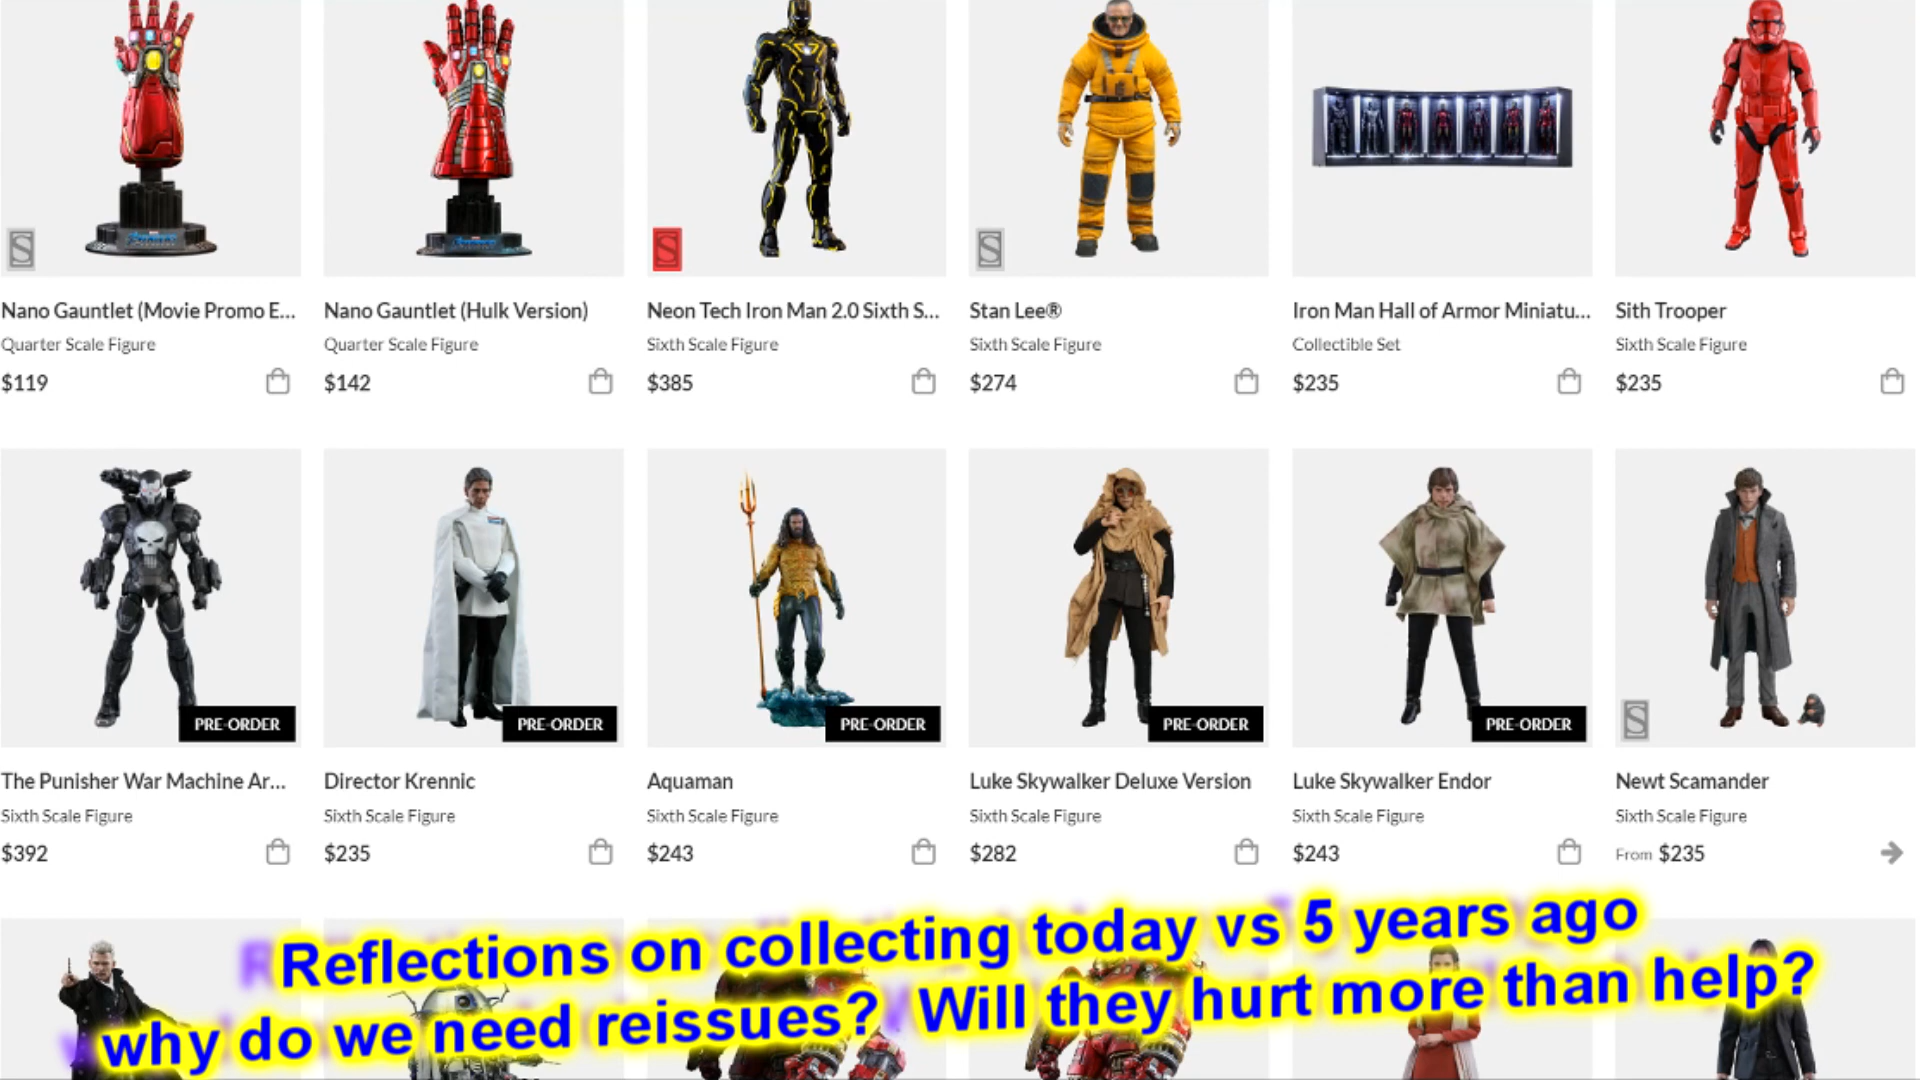 Nano Gauntlet (Movie Promo E...
Quarter Scale Figure
$119
Nano Gauntlet (Hulk Version)
Quarter Scale Figure
$142
Neon Tech Iron Man 2.0 Sixth S...
Sixth Scale Figure
$385
Stan Lee®
Sixth Scale Figure
$274
Iron Man Hall of Armor Miniatu...
Collectible Set
$235
Sith Trooper
Sixth Scale Figure
$235
PRE-ORDER
The Punisher War Machine Ar...
Sixth Scale Figure
$392
PRE-ORDER
Director Krennic
Sixth Scale Figure
$235
PRE-ORDER
Aquaman
Sixth Scale Figure
$243
PRE-ORDER
Luke Skywalker Deluxe Version
Sixth Scale Figure
$282
PRE-ORDER
Luke Skywalker Endor
Sixth Scale Figure
$243
Newt Scamander
Sixth Scale Figure
From $235
Reflections on collecting today vs 5 years ago
why do we need reissues? Will they hurt more than help?